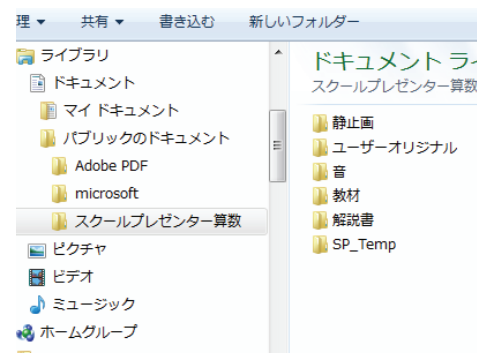 理 ▼ 共有 ▼ 書き込む 新しいフォルダー
ライブラリ
ドキュメント
マイ ドキュメント
パブリックのドキュメント
Adobe PDF
microsoft
スクールプレゼンター算数
ピクチャ
ビデオ
ミュージック
ホームグループ
ドキュメント ラ
スクールプレゼンター算数
静止画
ユーザーオリジナル
音
教材
解説書
SP_Temp